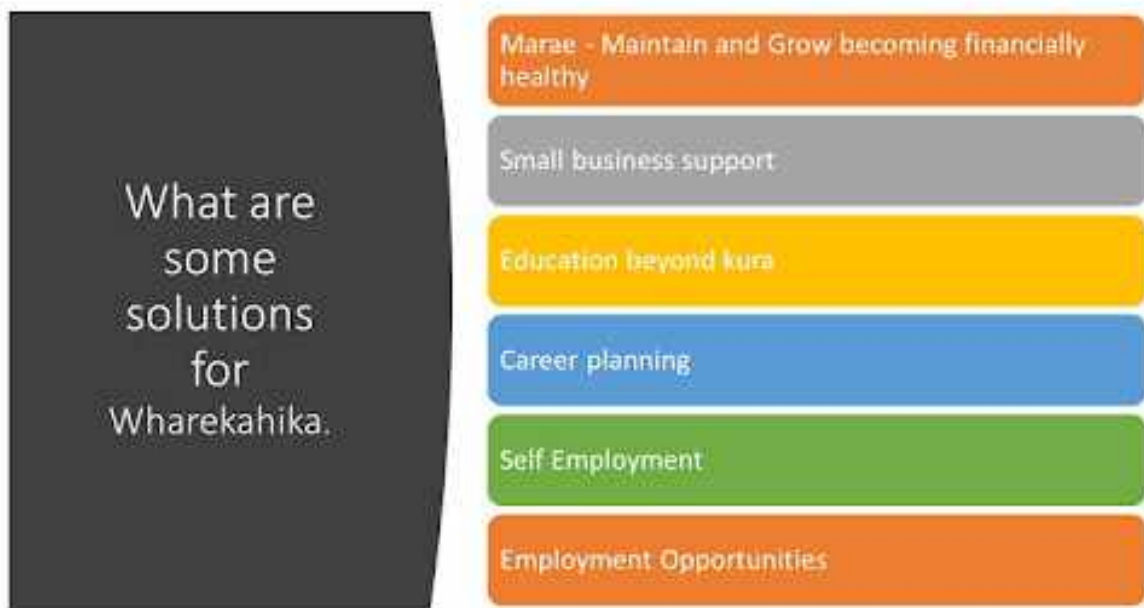 What are
some
solutions
for
Wharekahika.
Marae - Maintain and Grow becoming financially
healthy
Small business support
Education beyond kura
Career planning
Self Employment
Employment Opportunities